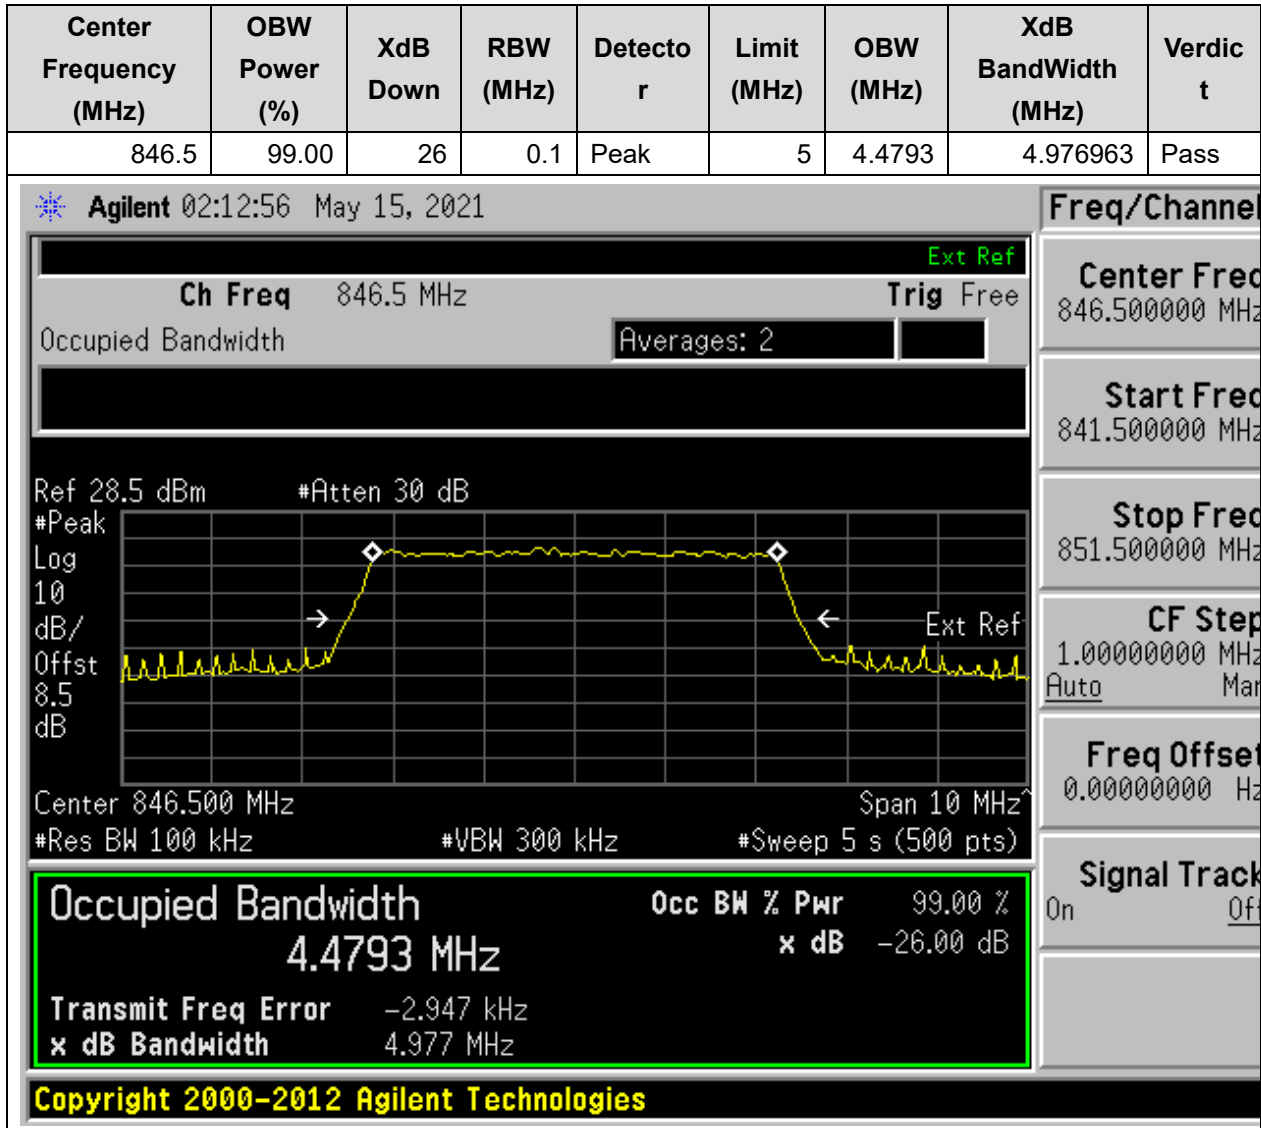 Center Frequency (MHz) OBW Power (%) XdB Down RBW (MHz) Detector Limit (MHz) OBW (MHz) XdB BandWidth (MHz) Verdict
846.5 99.00 26 0.1 Peak 5 4.4793 4.976963 Pass
Agilent 02:12:56 May 15, 2021
Freq/Channel
Ext Ref
Ch Freq 846.5 MHz Trig Free
Occupied Bandwidth Averages: 2
Center Freq
846.500000 MHz
Start Freq
841.500000 MHz
Stop Freq
851.500000 MHz
CF Step
1.00000000 MHz
Auto Man
Freq Offset
0.00000000 Hz
Signal Track
On Off
Ref 28.5 dBm #Atten 30 dB
#Peak
Log
10
dB/
Offst
8.5
dB
Ext Ref
Center 846.500 MHz Span 10 MHz^
#Res BW 100 kHz #VBW 300 kHz #Sweep 5 s (500 pts)
Occupied Bandwidth Occ BW % Pwr 99.00 %
4.4793 MHz x dB -26.00 dB
Transmit Freq Error -2.947 kHz
x dB Bandwidth 4.977 MHz
Copyright 2000-2012 Agilent Technologies